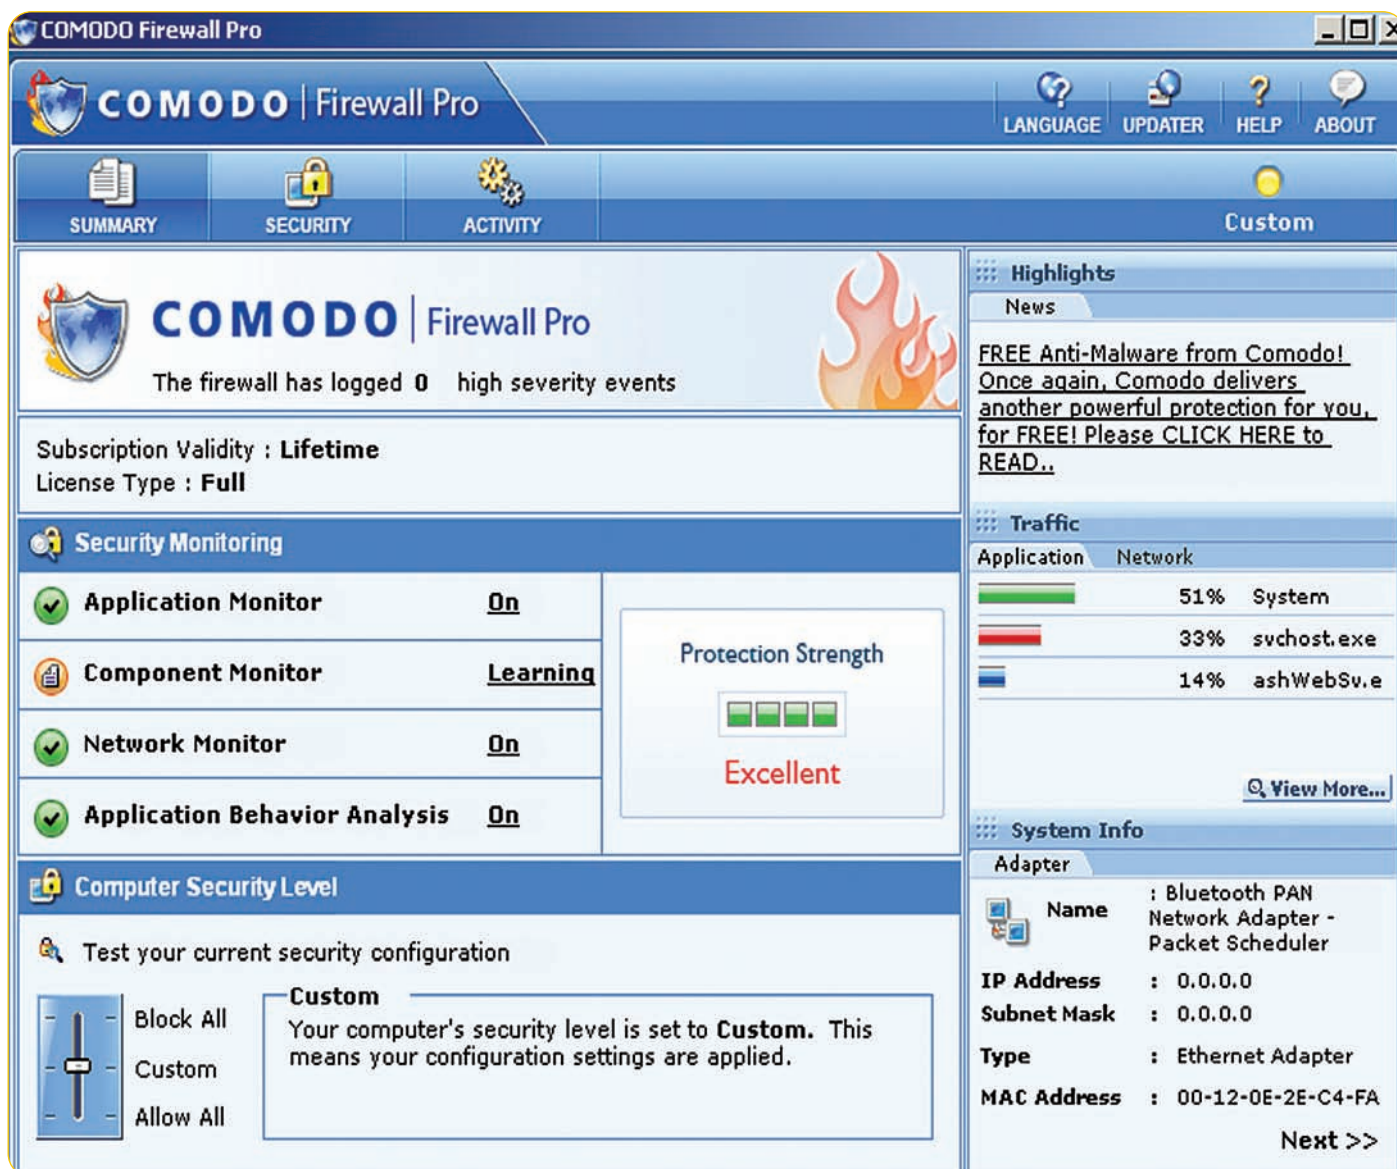 COMODO Firewall Pro
COMODO | Firewall Pro
LANGUAGE UPDATER HELP ABOUT
SUMMARY SECURITY ACTIVITY
Custom
COMODO | Firewall Pro
The firewall has logged 0 high severity events
Subscription Validity : Lifetime
License Type : Full
Security Monitoring
Application Monitor On
Component Monitor Learning
Network Monitor On
Application Behavior Analysis On
Protection Strength
Excellent
Computer Security Level
Test your current security configuration
Block All
Custom
Allow All
Custom
Your computer's security level is set to Custom. This
means your configuration settings are applied.
Highlights
News
FREE Anti-Malware from Comodo!
Once again, Comodo delivers
another powerful protection for you,
for FREE! Please CLICK HERE to
READ..
Traffic
Application Network
51% System
33% svchost.exe
14% ashWebSv.e
View More...
System Info
Adapter
Name : Bluetooth PAN
Network Adapter -
Packet Scheduler
IP Address : 0.0.0.0
Subnet Mask : 0.0.0.0
Type : Ethernet Adapter
MAC Address : 00-12-0E-2E-C4-FA
Next >>